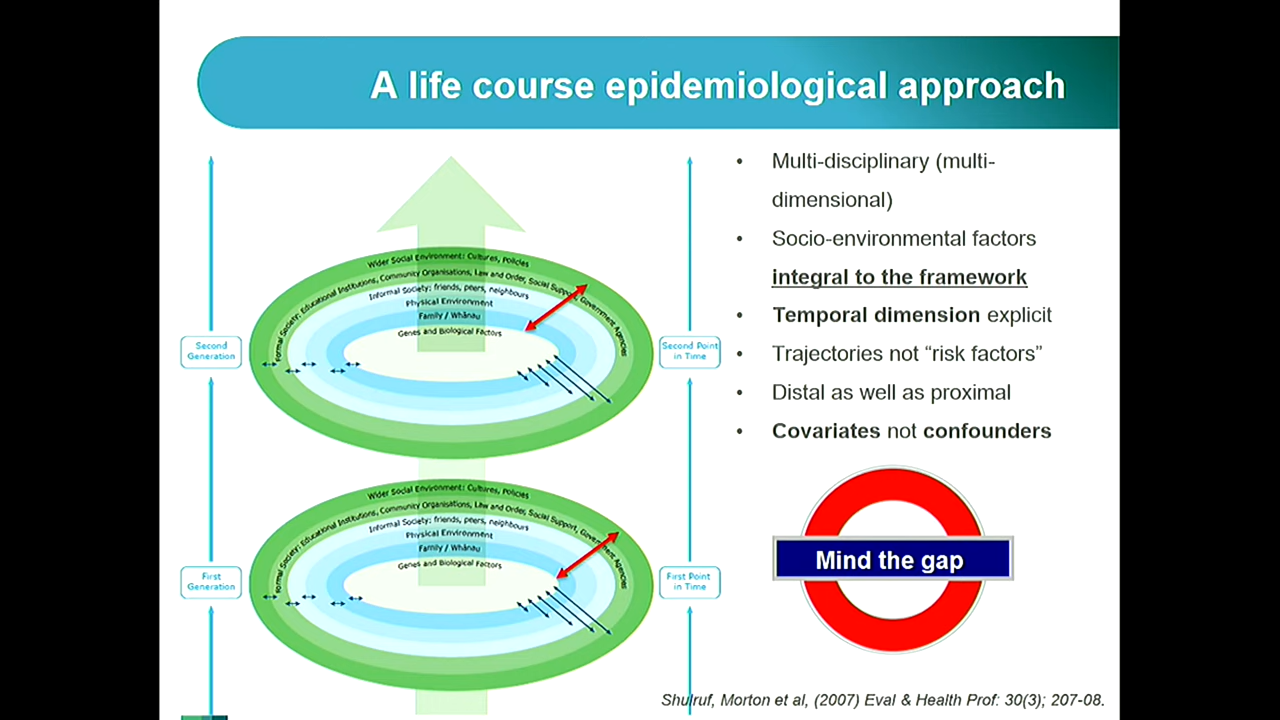 A life course epidemiological approach
Wider Social Environment: Cultures, Policies
Formal Society: Educational Institutions, Community Organisations, Law and Order, Social Support, Government Agencies
Informal Society: friends, peers, neighbours
Physical Environment
Family / Whānau
Genes and Biological Factors
Second
Generation
Second Point
in Time
Wider Social Environment: Cultures, Policies
Formal Society: Educational Institutions, Community Organisations, Law and Order, Social Support, Government Agencies
Informal Society: friends, peers, neighbours
Physical Environment
Family / Whānau
Genes and Biological Factors
First
Generation
First Point
in Time
• Multi-disciplinary (multi-
dimensional)
• Socio-environmental factors
integral to the framework
• Temporal dimension explicit
• Trajectories not “risk factors”
• Distal as well as proximal
• Covariates not confounders
Mind the gap
Shulruf, Morton et al, (2007) Eval & Health Prof: 30(3); 207-08.